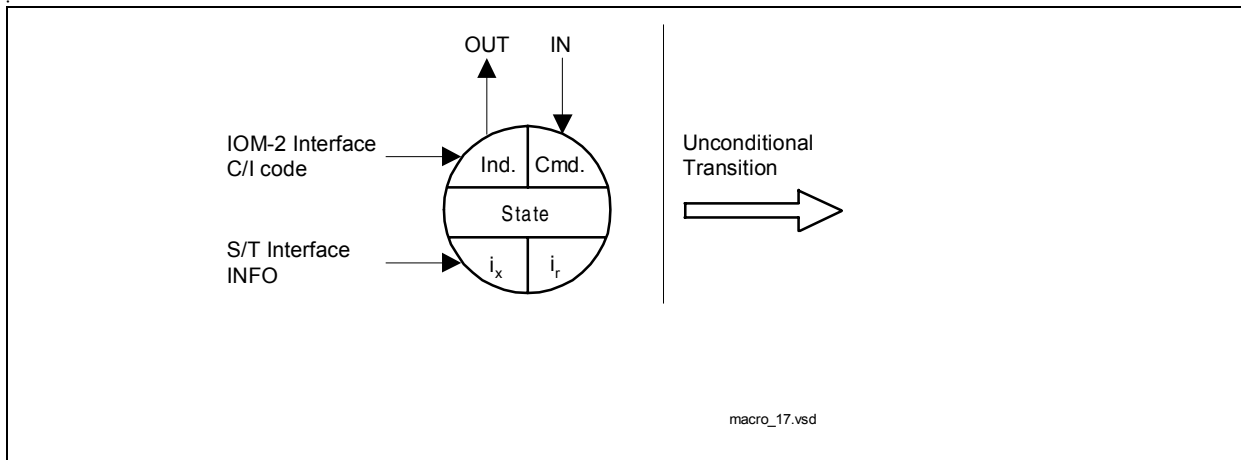 OUT IN
IOM-2 Interface
C/I code
Ind. Cmd.
State
S/T Interface
INFO
iₓ iᵣ
Unconditional
Transition
macro_17.vsd